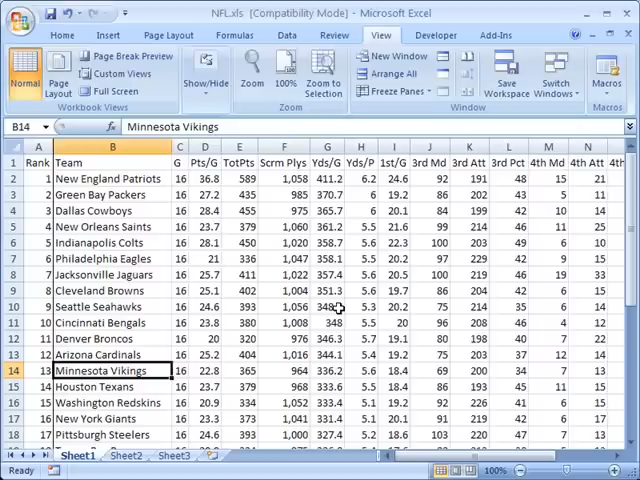 NFL.xls [Compatibility Mode] - Microsoft Excel
Home Insert Page Layout Formulas Data Review View Developer Add-Ins
Normal
Page Layout
Page Break Preview
Custom Views
Full Screen
Workbook Views
Show/Hide
Zoom
100%
Zoom to Selection
Zoom
New Window
Arrange All
Freeze Panes
Save Workspace
Switch Windows
Window
Macros
Macros
B14 fx Minnesota Vikings
A B C D E F G H I J K L M N
1 Rank Team G Pts/G TotPts Scrm Plys Yds/G Yds/P 1st/G 3rd Md 3rd Att 3rd Pct 4th Md 4th Att
2 1 New England Patriots 16 36.8 589 1,058 411.2 6.2 24.6 92 191 48 15 21
3 2 Green Bay Packers 16 27.2 435 985 370.7 6 19.2 86 202 43 5 11
4 3 Dallas Cowboys 16 28.4 455 975 365.7 6 20.1 84 199 42 10 14
5 4 New Orleans Saints 16 23.7 379 1,060 361.2 5.5 21.6 99 214 46 11 25
6 5 Indianapolis Colts 16 28.1 450 1,020 358.7 5.6 22.3 100 203 49 6 10
7 6 Philadelphia Eagles 16 21 336 1,047 358.1 5.5 20.2 97 229 42 9 15
8 7 Jacksonville Jaguars 16 25.7 411 1,022 357.4 5.5 20.5 100 219 46 19 33
9 8 Cleveland Browns 16 25.1 402 1,004 351.3 5.6 19.7 86 204 42 6 15
10 9 Seattle Seahawks 16 24.6 393 1,056 348 5.3 20.2 75 214 35 6 14
11 10 Cincinnati Bengals 16 23.8 380 1,008 348 5.5 20 96 208 46 4 12
12 11 Denver Broncos 16 20 320 976 346.3 5.7 19.1 80 198 40 7 22
13 12 Arizona Cardinals 16 25.2 404 1,016 344.1 5.4 19.2 75 203 37 12 14
14 13 Minnesota Vikings 16 22.8 365 964 336.2 5.6 18.4 69 200 34 7 13
15 14 Houston Texans 16 23.7 379 968 333.6 5.5 18.4 86 193 45 11 15
16 15 Washington Redskins 16 20.9 334 1,052 333.4 5.1 19.2 92 226 41 6 13
17 16 New York Giants 16 23.3 373 1,041 331.4 5.1 20.1 91 219 42 6 17
18 17 Pittsburgh Steelers 16 24.6 393 1,000 327.4 5.2 18.6 103 220 47 7 13
Sheet1 Sheet2 Sheet3
Ready 100%